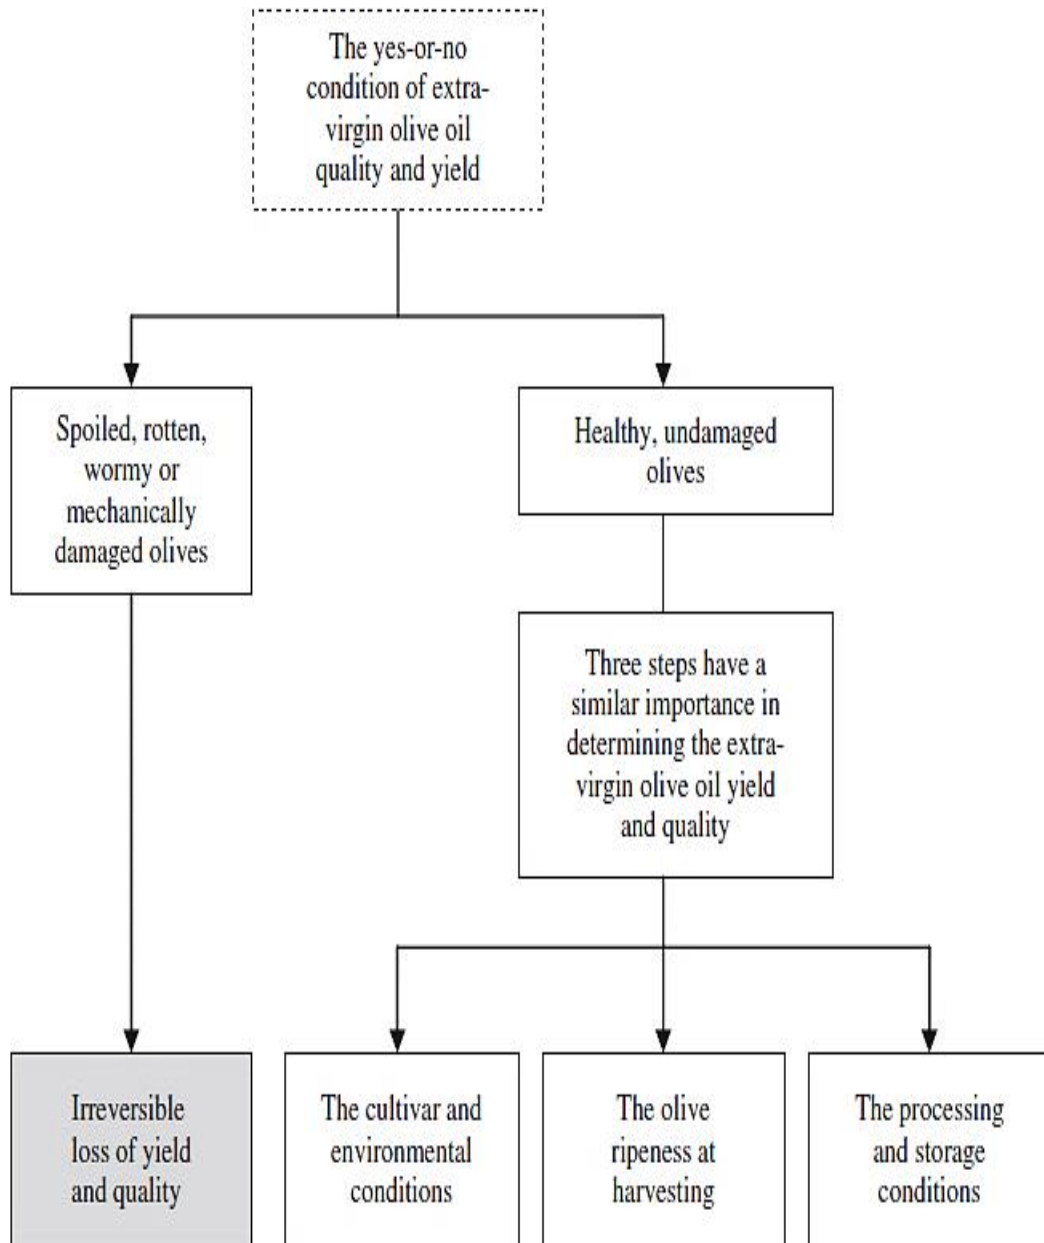 The yes-or-no
condition of extra-
virgin olive oil
quality and yield
Spoiled, rotten,
wormy or
mechanically
damaged olives
Healthy, undamaged
olives
Three steps have a
similar importance in
determining the extra-
virgin olive oil yield
and quality
Irreversible
loss of yield
and quality
The cultivar and
environmental
conditions
The olive
ripeness at
harvesting
The processing
and storage
conditions